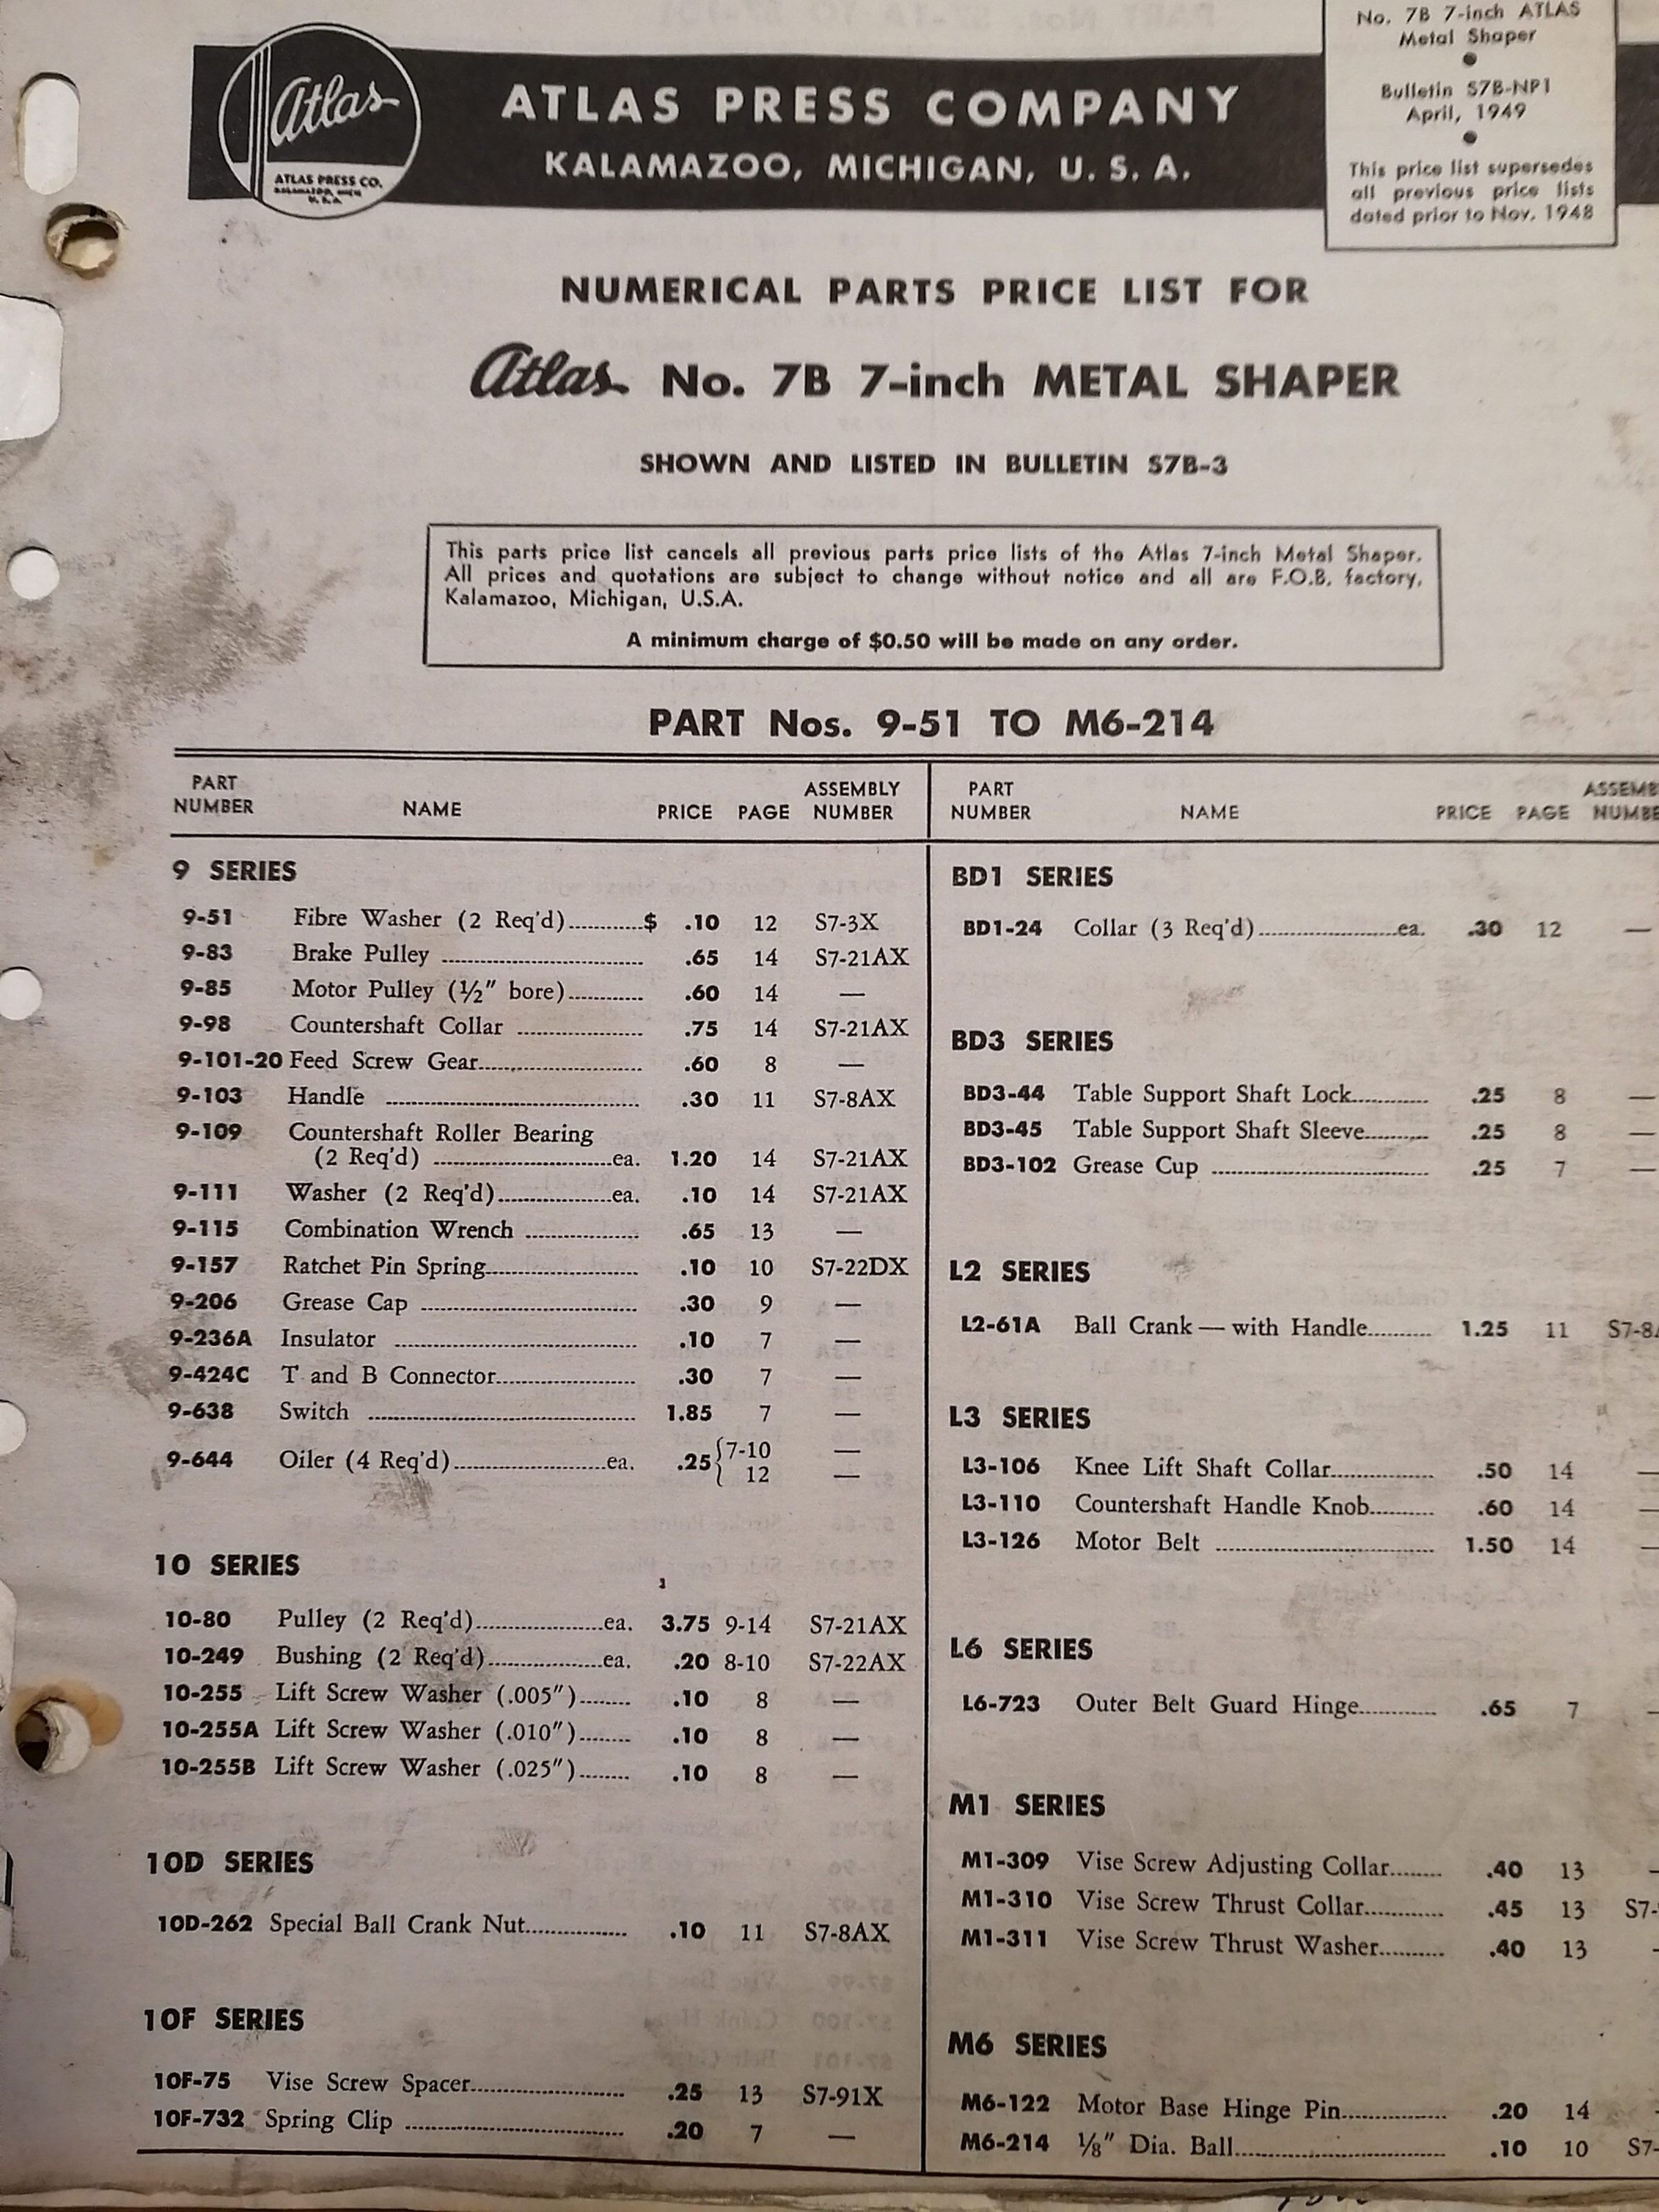 Atlas
ATLAS PRESS CO.
KALAMAZOO, MICH
U.S.A
ATLAS PRESS COMPANY
KALAMAZOO, MICHIGAN, U. S. A.
No. 7B 7-inch ATLAS
Metal Shaper
Bulletin S7B-NP1
April, 1949
This price list supersedes
all previous price lists
dated prior to Nov. 1948
NUMERICAL PARTS PRICE LIST FOR
Atlas No. 7B 7-inch METAL SHAPER
SHOWN AND LISTED IN BULLETIN S7B-3
This parts price list cancels all previous parts price lists of the Atlas 7-inch Metal Shaper.
All prices and quotations are subject to change without notice and all are F.O.B. factory,
Kalamazoo, Michigan, U.S.A.
A minimum charge of $0.50 will be made on any order.
PART Nos. 9-51 TO M6-214
PART NUMBER NAME PRICE PAGE ASSEMBLY NUMBER
9 SERIES
9-51 Fibre Washer (2 Req'd)............$ .10 12 S7-3X
9-83 Brake Pulley ............ .65 14 S7-21AX
9-85 Motor Pulley (½" bore)............ .60 14 —
9-98 Countershaft Collar ............ .75 14 S7-21AX
9-101-20 Feed Screw Gear............ .60 8 —
9-103 Handle ............ .30 11 S7-8AX
9-109 Countershaft Roller Bearing
(2 Req'd) ............ea. 1.20 14 S7-21AX
9-111 Washer (2 Req'd)............ea. .10 14 S7-21AX
9-115 Combination Wrench ............ .65 13 —
9-157 Ratchet Pin Spring............ .10 10 S7-22DX
9-206 Grease Cap ............ .30 9 —
9-236A Insulator ............ .10 7 —
9-424C T and B Connector............ .30 7 —
9-638 Switch ............ 1.85 7 —
9-644 Oiler (4 Req'd)............ea. .25 {7-10 —
12 —
10 SERIES
10-80 Pulley (2 Req'd)............ea. 3.75 9-14 S7-21AX
10-249 Bushing (2 Req'd)............ea. .20 8-10 S7-22AX
10-255 Lift Screw Washer (.005")........ .10 8 —
10-255A Lift Screw Washer (.010")........ .10 8 —
10-255B Lift Screw Washer (.025")........ .10 8 —
10D SERIES
10D-262 Special Ball Crank Nut............ .10 11 S7-8AX
10F SERIES
10F-75 Vise Screw Spacer............ .25 13 S7-91X
10F-732 Spring Clip ............ .20 7 —
PART NUMBER NAME PRICE PAGE ASSEMB NUMBE
BD1 SERIES
BD1-24 Collar (3 Req'd)............ea. .30 12 —
BD3 SERIES
BD3-44 Table Support Shaft Lock............ .25 8 —
BD3-45 Table Support Shaft Sleeve.......... .25 8 —
BD3-102 Grease Cup ............ .25 7 —
L2 SERIES
L2-61A Ball Crank — with Handle.......... 1.25 11 S7-8A
L3 SERIES
L3-106 Knee Lift Shaft Collar............ .50 14 —
L3-110 Countershaft Handle Knob.......... .60 14 —
L3-126 Motor Belt ............ 1.50 14 —
L6 SERIES
L6-723 Outer Belt Guard Hinge............ .65 7 —
M1 SERIES
M1-309 Vise Screw Adjusting Collar........ .40 13 —
M1-310 Vise Screw Thrust Collar............ .45 13 S7-
M1-311 Vise Screw Thrust Washer.......... .40 13 —
M6 SERIES
M6-122 Motor Base Hinge Pin............ .20 14 —
M6-214 ⅛" Dia. Ball............ .10 10 S7-